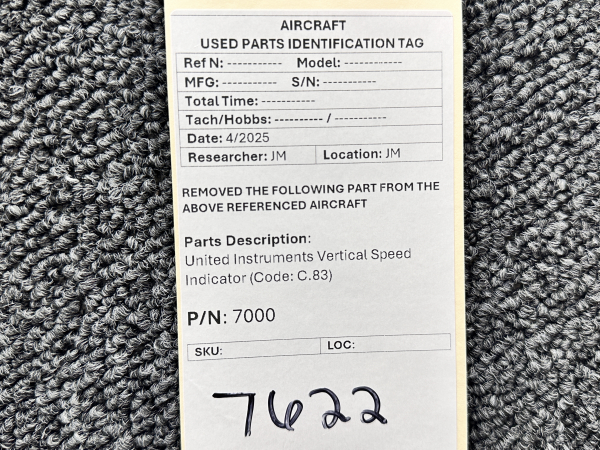 AIRCRAFT
USED PARTS IDENTIFICATION TAG
Ref N: ----------- Model: ------------
MFG: ----------- S/N: -----------
Total Time: -----------
Tach/Hobbs: ---------- / -----------
Date: 4/2025
Researcher: JM Location: JM
REMOVED THE FOLLOWING PART FROM THE
ABOVE REFERENCED AIRCRAFT
Parts Description:
United Instruments Vertical Speed
Indicator (Code: C.83)
P/N: 7000
SKU: LOC:
7622